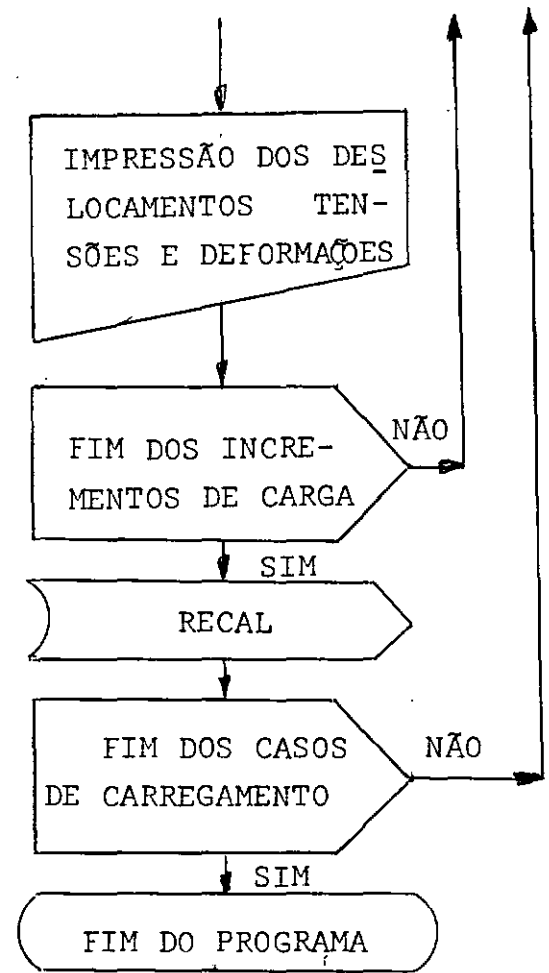 IMPRESSÃO DOS DES
LOCAMENTOS TEN-
SÕES E DEFORMAÇÕES
FIM DOS INCRE-
MENTOS DE CARGA
NÃO
SIM
RECAL
FIM DOS CASOS
DE CARREGAMENTO
NÃO
SIM
FIM DO PROGRAMA